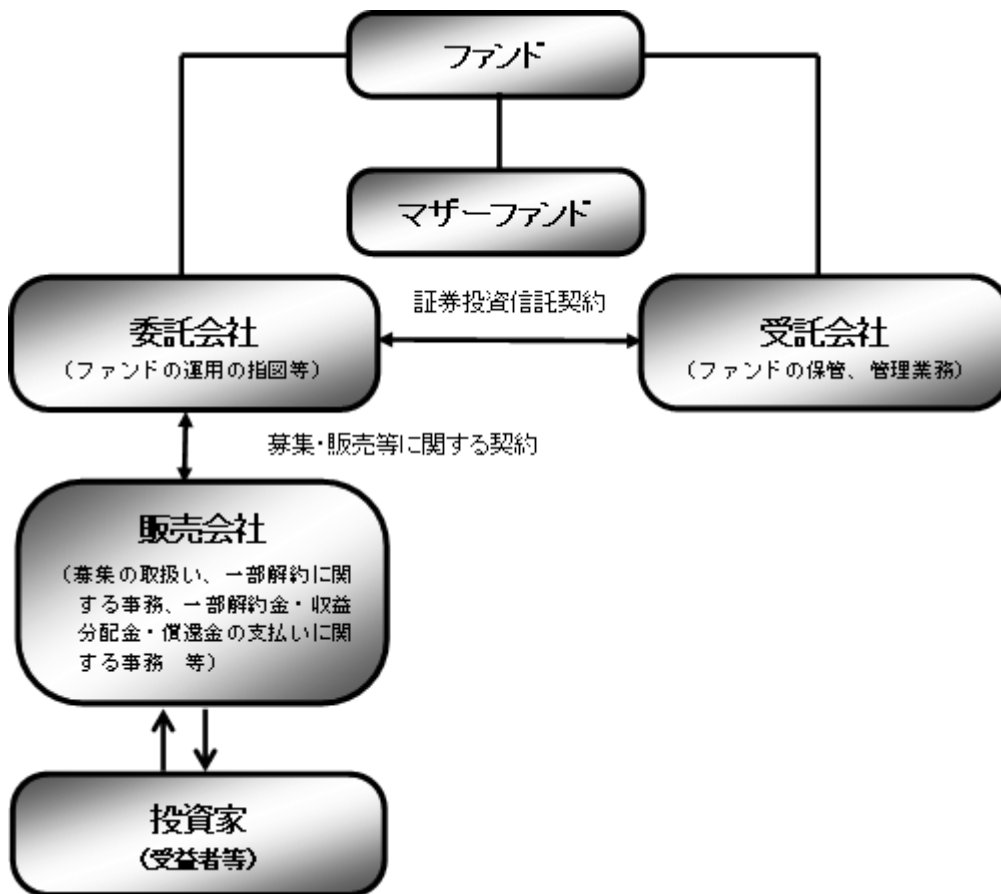 ファンド
マザーファンド
証券投資信託契約
委託会社
（ファンドの運用の指図等）
受託会社
（ファンドの保管、管理業務）
募集・販売等に関する契約
販売会社
（募集の取扱い、一部解約に関
する事務、一部解約金・収益
分配金・償還金の支払いに関
する事務　等）
投資家
（受益者等）